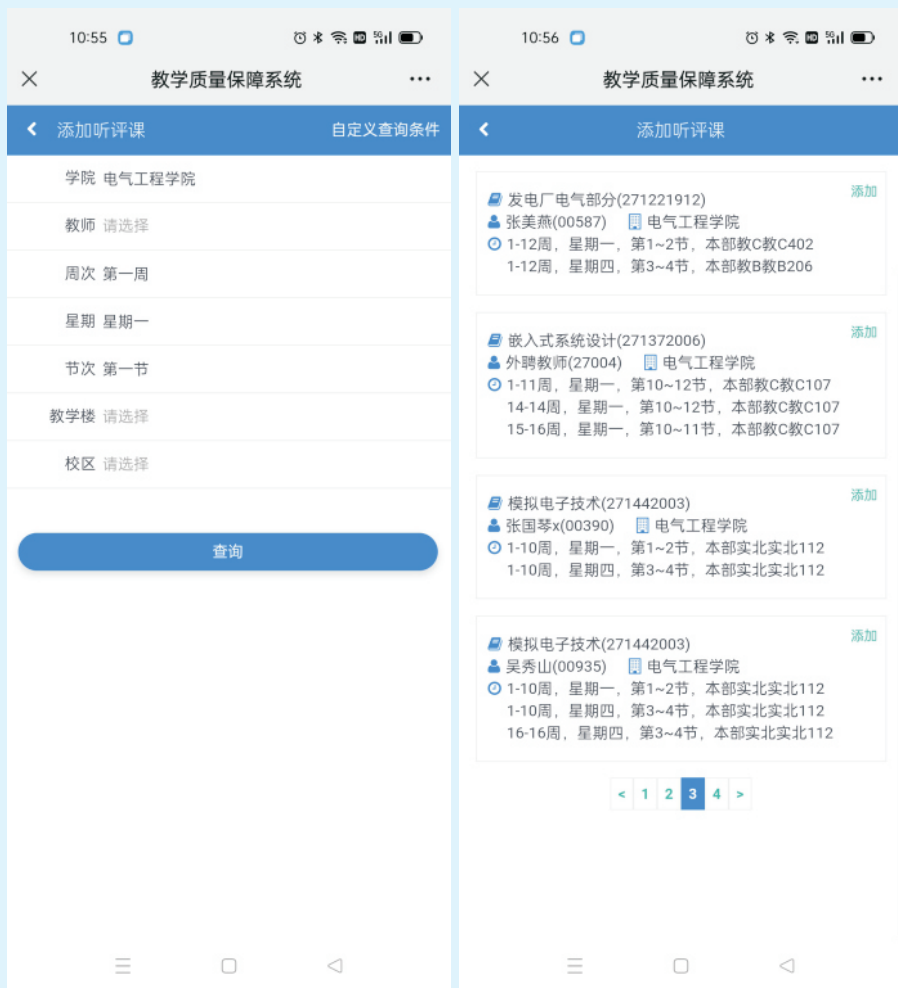 10:55
HD 5G
教学质量保障系统
添加听评课 自定义查询条件
学院 电气工程学院
教师 请选择
周次 第一周
星期 星期一
节次 第一节
教学楼 请选择
校区 请选择
查询
10:56
HD 5G
教学质量保障系统
添加听评课
添加
发电厂电气部分(271221912)
张美燕(00587) 电气工程学院
1-12周，星期一，第1~2节，本部教C教C402
1-12周，星期四，第3~4节，本部教B教B206
添加
嵌入式系统设计(271372006)
外聘教师(27004) 电气工程学院
1-11周，星期一，第10~12节，本部教C教C107
14-14周，星期一，第10~12节，本部教C教C107
15-16周，星期一，第10~11节，本部教C教C107
添加
模拟电子技术(271442003)
张国琴x(00390) 电气工程学院
1-10周，星期一，第1~2节，本部实北实北112
1-10周，星期四，第3~4节，本部实北实北112
添加
模拟电子技术(271442003)
吴秀山(00935) 电气工程学院
1-10周，星期一，第1~2节，本部实北实北112
1-10周，星期四，第3~4节，本部实北实北112
16-16周，星期四，第3~4节，本部实北实北112
< 1 2 3 4 >